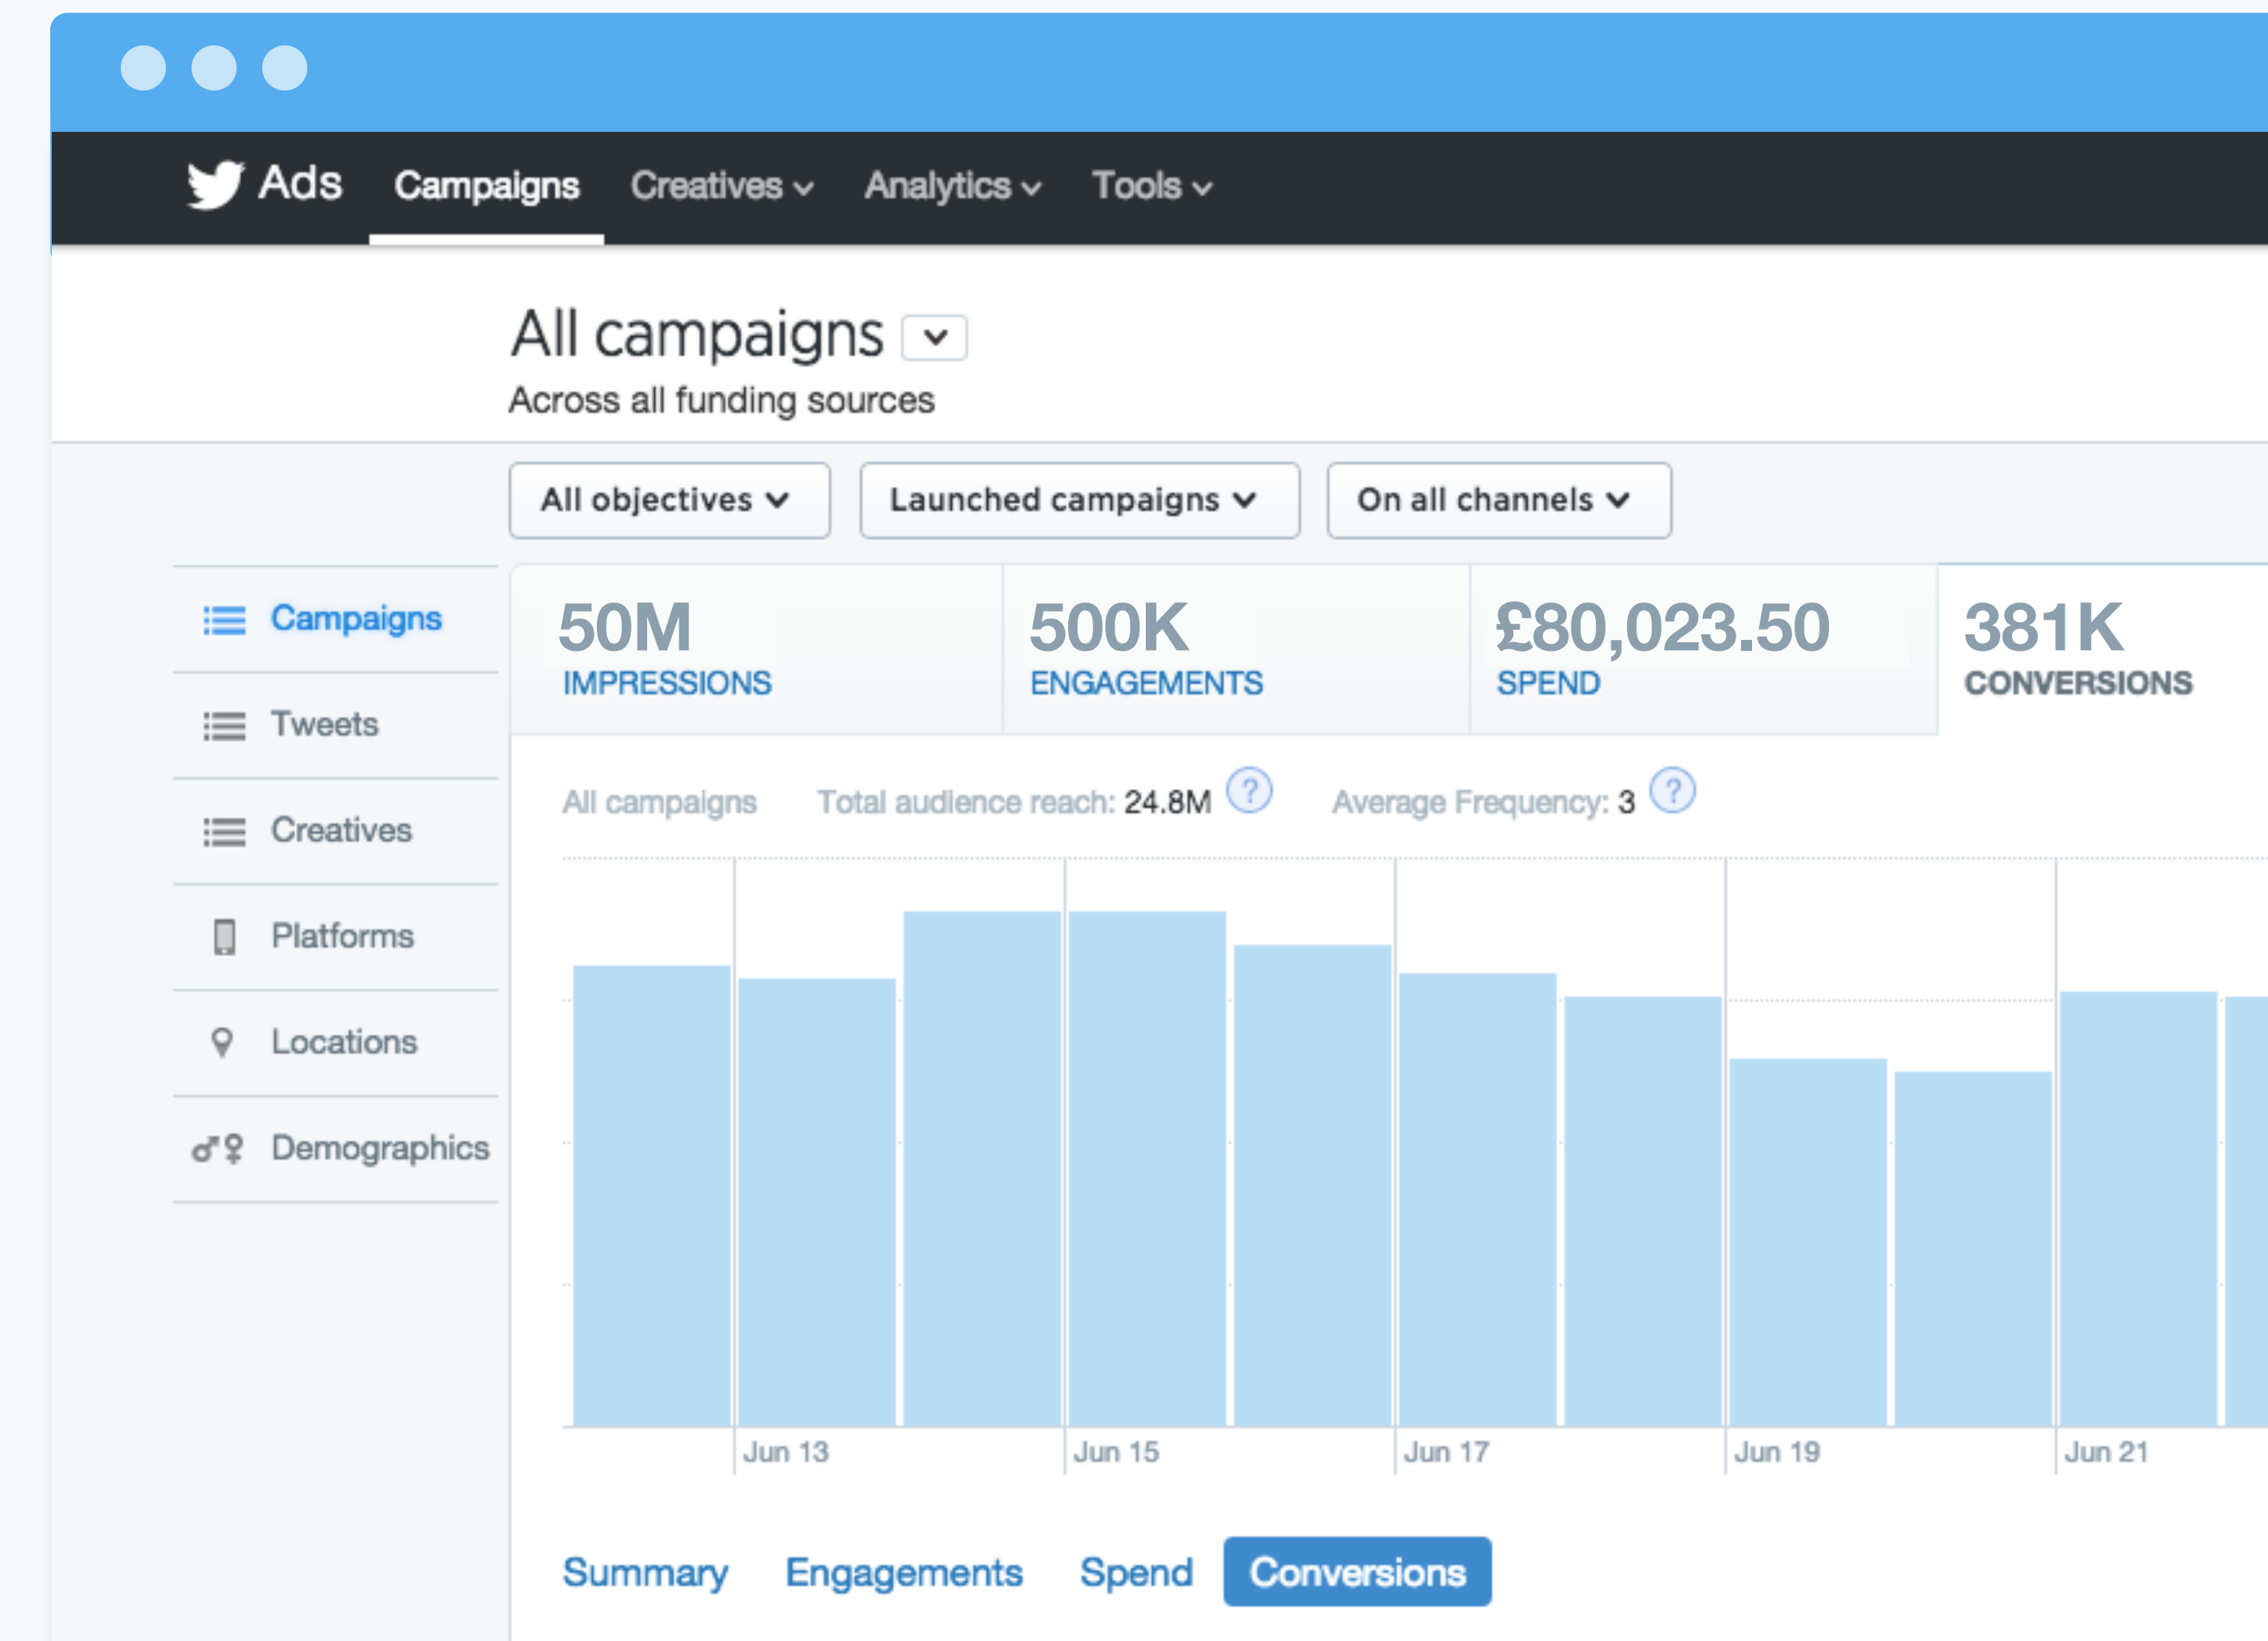 Ads Campaigns Creatives Analytics Tools
All campaigns
Across all funding sources
All objectives Launched campaigns On all channels
Campaigns
Tweets
Creatives
Platforms
Locations
Demographics
50M
IMPRESSIONS
500K
ENGAGEMENTS
£80,023.50
SPEND
381K
CONVERSIONS
All campaigns Total audience reach: 24.8M ? Average Frequency: 3 ?
Jun 13 Jun 15 Jun 17 Jun 19 Jun 21
Summary Engagements Spend Conversions